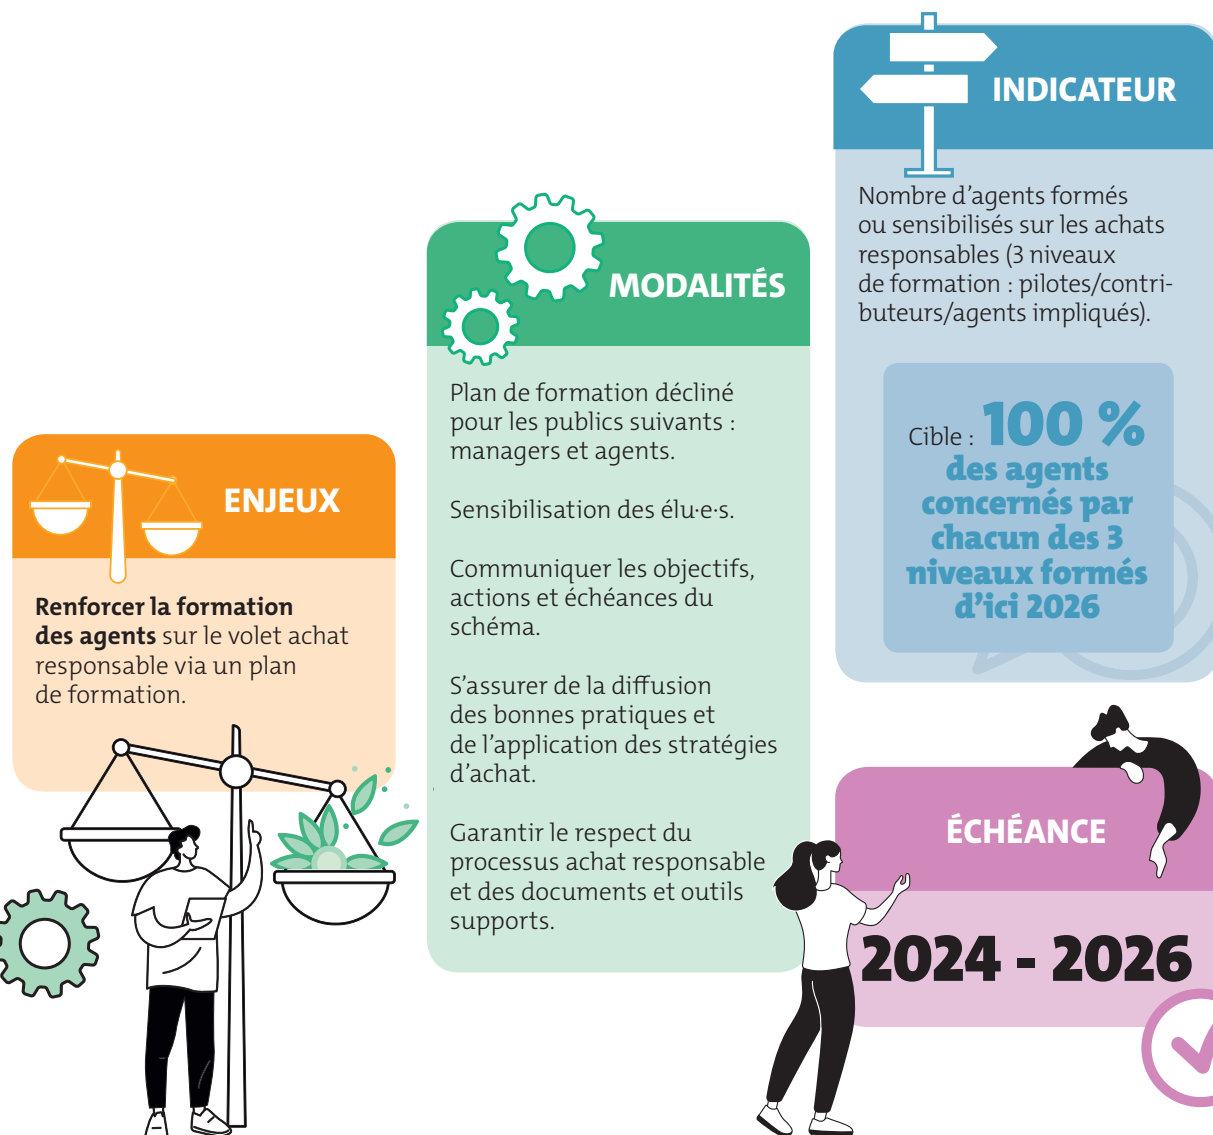 ENJEUX
Renforcer la formation
des agents sur le volet achat
responsable via un plan
de formation.
MODALITÉS
Plan de formation décliné
pour les publics suivants :
managers et agents.
Sensibilisation des élu·e·s.
Communiquer les objectifs,
actions et échéances du
schéma.
S’assurer de la diffusion
des bonnes pratiques et
de l’application des stratégies
d’achat.
Garantir le respect du
processus achat responsable
et des documents et outils
supports.
INDICATEUR
Nombre d’agents formés
ou sensibilisés sur les achats
responsables (3 niveaux
de formation : pilotes/contri-
buteurs/agents impliqués).
Cible : 100 %
des agents
concernés par
chacun des 3
niveaux formés
d’ici 2026
ÉCHÉANCE
2024 - 2026